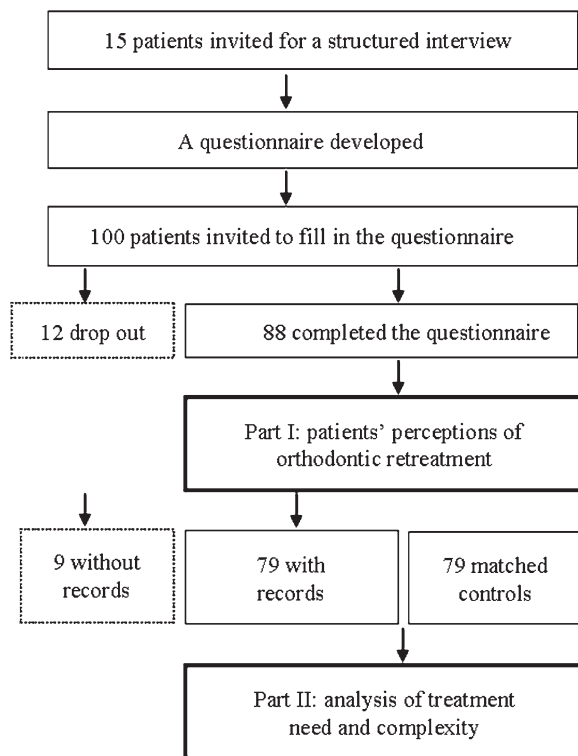 15 patients invited for a structured interview
A questionnaire developed
100 patients invited to fill in the questionnaire
12 drop out
88 completed the questionnaire
Part I: patients’ perceptions of
orthodontic retreatment
9 without
records
79 with
records
79 matched
controls
Part II: analysis of treatment
need and complexity